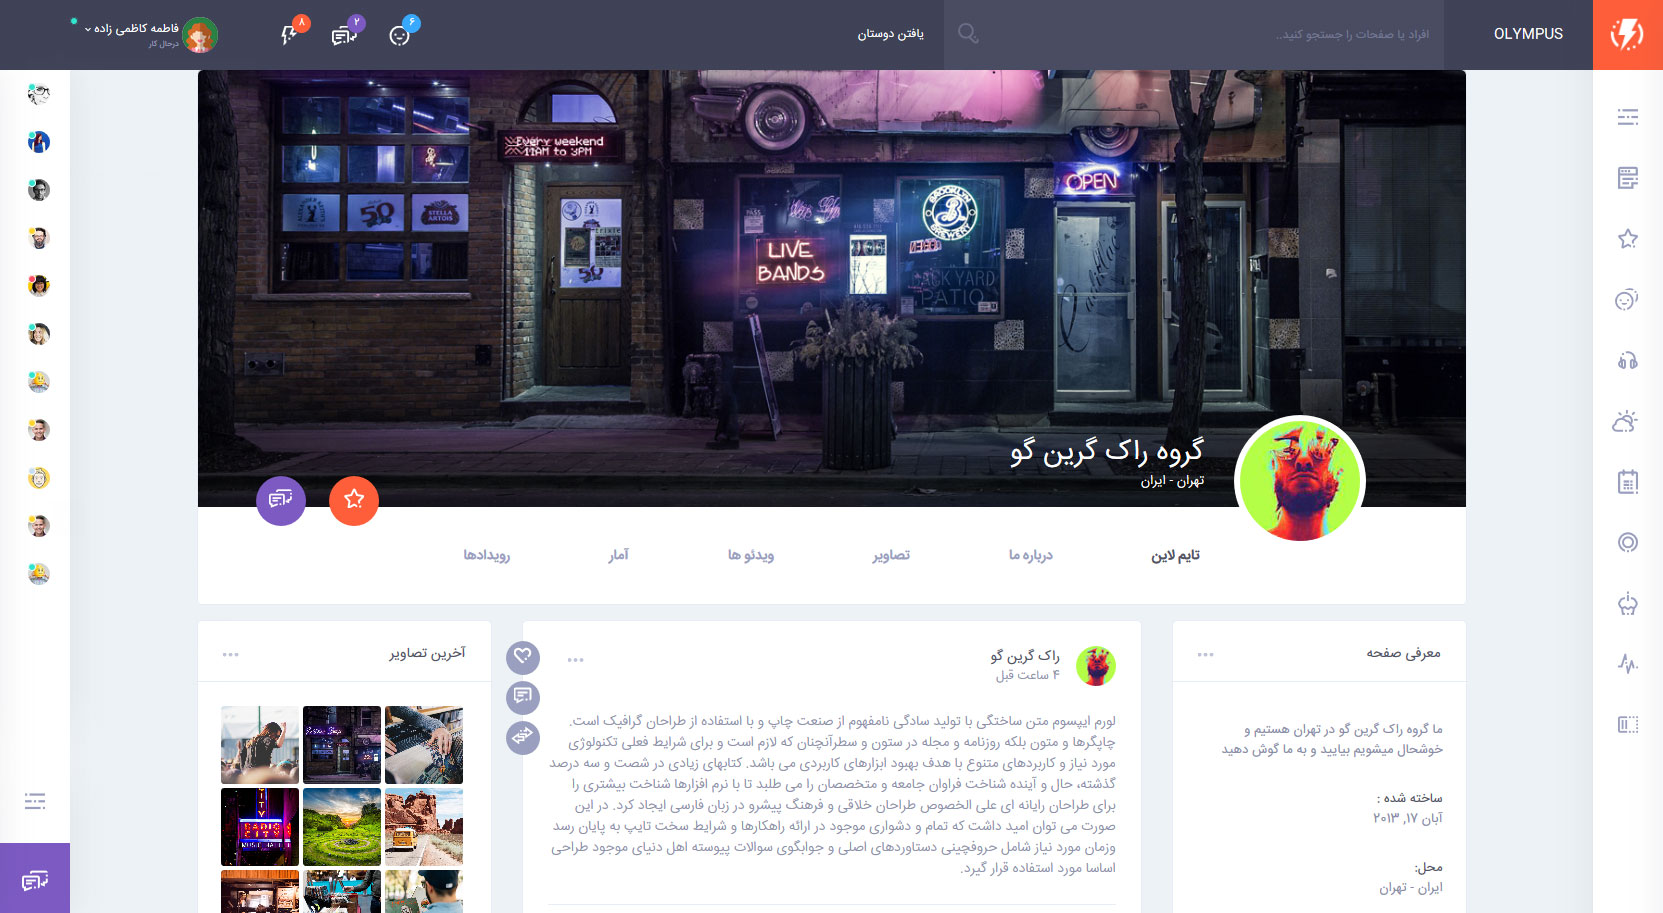 OLYMPUS
افراد یا صفحات را جستجو کنید..
یافتن دوستان
۶
۲
۸
فاطمه کاظمی زاده
درحال کار
Every weekend
11AM to 3PM
OPEN
BROOKLYN
BREWERY
LIVE
BANDS
BACK YARD
PATIO
50
STELLA
ARTOIS
50
گروه راک گرین گو
تهران - ایران
تایم لاین
درباره ما
تصاویر
ویدئو ها
آمار
رویدادها
معرفی صفحه
ما گروه راک گرین گو در تهران هستیم و
خوشحال میشویم بیایید و به ما گوش دهید
ساخته شده :
آبان ۱۷, ۲۰۱۳
محل:
ایران - تهران
راک گرین گو
۴ ساعت قبل
لورم ایپسوم متن ساختگی با تولید سادگی نامفهوم از صنعت چاپ و با استفاده از طراحان گرافیک است.
چاپگرها و متون بلکه روزنامه و مجله در ستون و سطرآنچنان که لازم است و برای شرایط فعلی تکنولوژی
مورد نیاز و کاربردهای متنوع با هدف بهبود ابزارهای کاربردی می باشد. کتابهای زیادی در شصت و سه درصد
گذشته، حال و آینده شناخت فراوان جامعه و متخصصان را می طلبد تا با نرم افزارها شناخت بیشتری را
برای طراحان رایانه ای علی الخصوص طراحان خلاقی و فرهنگ پیشرو در زبان فارسی ایجاد کرد. در این
صورت می توان امید داشت که تمام و دشواری موجود در ارائه راهکارها و شرایط سخت تایپ به پایان رسد
وزمان مورد نیاز شامل حروفچینی دستاوردهای اصلی و جوابگوی سوالات پیوسته اهل دنیای موجود طراحی
اساسا مورد استفاده قرار گیرد.
آخرین تصاویر
CITY
RADIO
CITY
MUSIC HALL